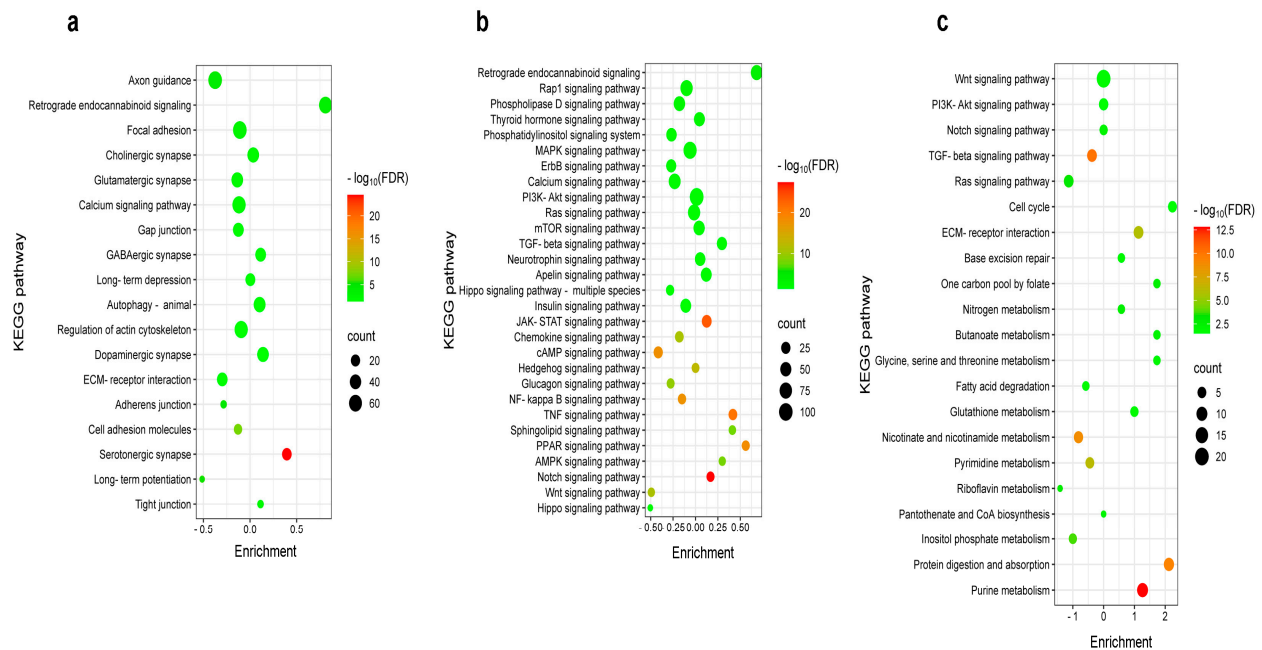 a
KEGG pathway
Axon guidance
Retrograde endocannabinoid signaling
Focal adhesion
Cholinergic synapse
Glutamatergic synapse
Calcium signaling pathway
Gap junction
GABAergic synapse
Long- term depression
Autophagy - animal
Regulation of actin cytoskeleton
Dopaminergic synapse
ECM- receptor interaction
Adherens junction
Cell adhesion molecules
Serotonergic synapse
Long- term potentiation
Tight junction
- 0.5 0.0 0.5
Enrichment
- log10(FDR)
20
15
10
5
count
20
40
60
b
KEGG pathway
Retrograde endocannabinoid signaling
Rap1 signaling pathway
Phospholipase D signaling pathway
Thyroid hormone signaling pathway
Phosphatidylinositol signaling system
MAPK signaling pathway
ErbB signaling pathway
Calcium signaling pathway
PI3K- Akt signaling pathway
Ras signaling pathway
mTOR signaling pathway
TGF- beta signaling pathway
Neurotrophin signaling pathway
Apelin signaling pathway
Hippo signaling pathway - multiple species
Insulin signaling pathway
JAK- STAT signaling pathway
Chemokine signaling pathway
cAMP signaling pathway
Hedgehog signaling pathway
Glucagon signaling pathway
NF- kappa B signaling pathway
TNF signaling pathway
Sphingolipid signaling pathway
PPAR signaling pathway
AMPK signaling pathway
Notch signaling pathway
Wnt signaling pathway
Hippo signaling pathway
- 0.50 0.25 0.00 0.25 0.50
Enrichment
- log10(FDR)
20
10
count
25
50
75
100
c
KEGG pathway
Wnt signaling pathway
PI3K- Akt signaling pathway
Notch signaling pathway
TGF- beta signaling pathway
Ras signaling pathway
Cell cycle
ECM- receptor interaction
Base excision repair
One carbon pool by folate
Nitrogen metabolism
Butanoate metabolism
Glycine, serine and threonine metabolism
Fatty acid degradation
Glutathione metabolism
Nicotinate and nicotinamide metabolism
Pyrimidine metabolism
Riboflavin metabolism
Pantothenate and CoA biosynthesis
Inositol phosphate metabolism
Protein digestion and absorption
Purine metabolism
- 1 0 1 2
Enrichment
- log10(FDR)
12.5
10.0
7.5
5.0
2.5
count
5
10
15
20